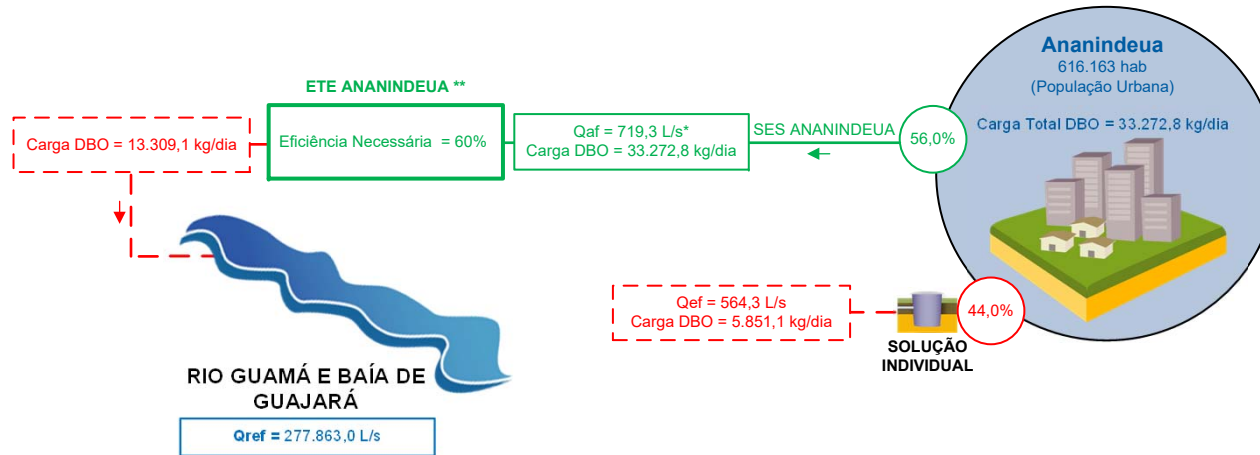 Ananindeua
616.163 hab
(População Urbana)
Carga Total DBO = 33.272,8 kg/dia
56,0%
SES ANANINDEUA
Qaf = 719,3 L/s*
Carga DBO = 33.272,8 kg/dia
ETE ANANINDEUA **
Eficiência Necessária = 60%
Carga DBO = 13.309,1 kg/dia
44,0%
SOLUÇÃO
INDIVIDUAL
Qef = 564,3 L/s
Carga DBO = 5.851,1 kg/dia
RIO GUAMÁ E BAÍA DE
GUAJARÁ
Qref = 277.863,0 L/s